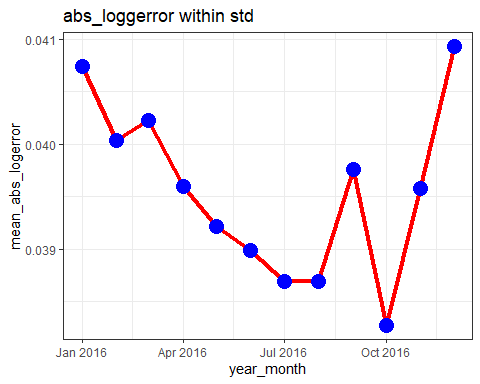 abs_loggerror within std
0.041
0.040
0.039
mean_abs_logerror
Jan 2016
Apr 2016
Jul 2016
Oct 2016
year_month